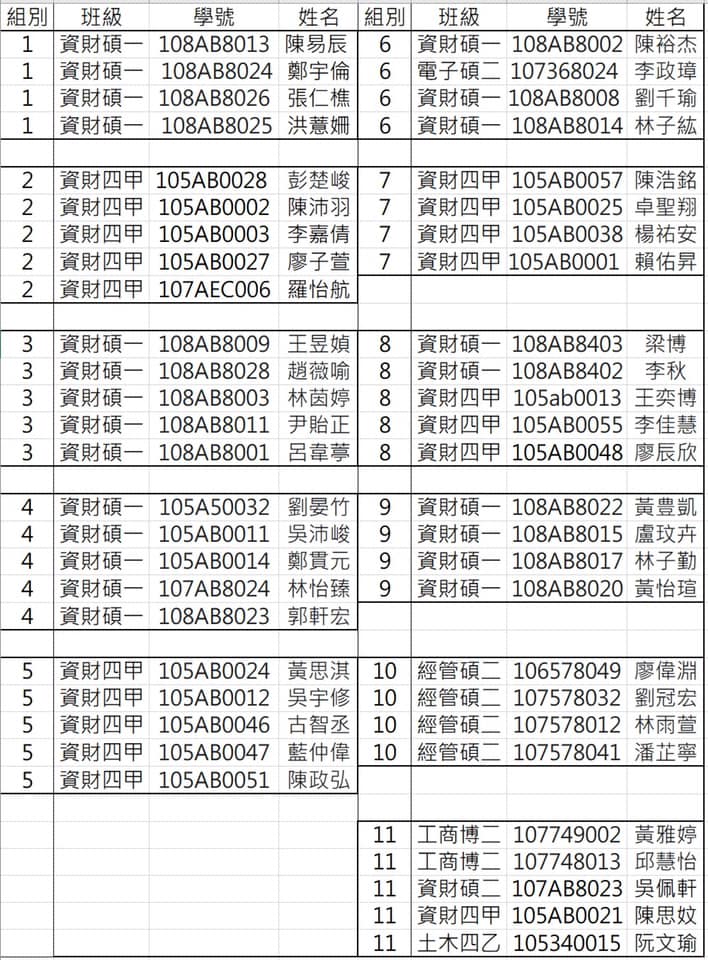 組別 班級 學號 姓名 組別 班級 學號 姓名
1 資財碩一 108AB8013 陳易辰 6 資財碩一 108AB8002 陳裕杰
1 資財碩一 108AB8024 鄭宇倫 6 電子碩二 107368024 李政璋
1 資財碩一 108AB8026 張仁樵 6 資財碩一 108AB8008 劉千瑜
1 資財碩一 108AB8025 洪薏姍 6 資財碩一 108AB8014 林子紘
2 資財四甲 105AB0028 彭楚峻 7 資財四甲 105AB0057 陳浩銘
2 資財四甲 105AB0002 陳沛羽 7 資財四甲 105AB0025 卓聖翔
2 資財四甲 105AB0003 李嘉倩 7 資財四甲 105AB0038 楊祐安
2 資財四甲 105AB0027 廖子萱 7 資財四甲 105AB0001 賴佑昇
2 資財四甲 107AEC006 羅怡航
3 資財碩一 108AB8009 王昱媜 8 資財碩一 108AB8403 梁博
3 資財碩一 108AB8028 趙薇喻 8 資財碩一 108AB8402 李秋
3 資財碩一 108AB8003 林茵婷 8 資財四甲 105ab0013 王奕博
3 資財碩一 108AB8011 尹貽正 8 資財四甲 105AB0055 李佳慧
3 資財碩一 108AB8001 呂韋葶 8 資財四甲 105AB0048 廖辰欣
4 資財碩一 105A50032 劉晏竹 9 資財碩一 108AB8022 黃豊凱
4 資財碩一 105AB0011 吳沛峻 9 資財碩一 108AB8015 盧玟卉
4 資財碩一 105AB0014 鄭貫元 9 資財碩一 108AB8017 林子勤
4 資財碩一 107AB8024 林怡臻 9 資財碩一 108AB8020 黃怡瑄
4 資財碩一 108AB8023 郭軒宏
5 資財四甲 105AB0024 黃思淇 10 經管碩二 106578049 廖偉淵
5 資財四甲 105AB0012 吳宇修 10 經管碩二 107578032 劉冠宏
5 資財四甲 105AB0046 古智丞 10 經管碩二 107578012 林雨萱
5 資財四甲 105AB0047 藍仲偉 10 經管碩二 107578041 潘芷寧
5 資財四甲 105AB0051 陳政弘
11 工商博二 107749002 黃雅婷
11 工商博二 107748013 邱慧怡
11 資財碩二 107AB8023 吳佩軒
11 資財四甲 105AB0021 陳思妏
11 土木四乙 105340015 阮文瑜